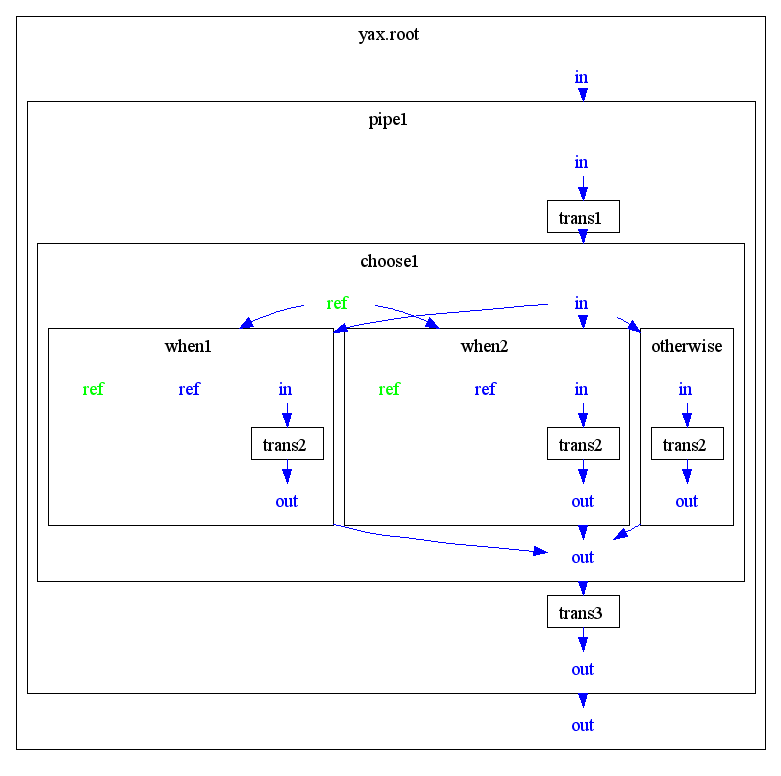 yax.root
in
pipe1
in
trans1
choose1
ref in
when1 when2 otherwise
ref ref in ref ref in in
trans2 trans2 trans2
out out out
out
trans3
out
out